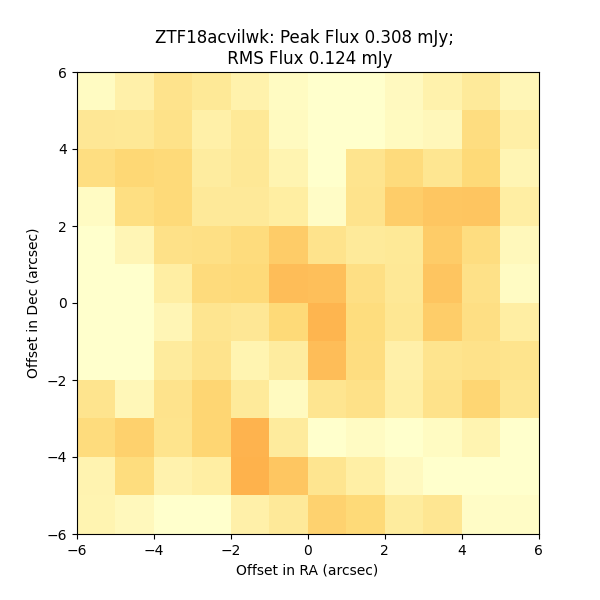 ZTF18acvilwk: Peak Flux 0.308 mJy;
RMS Flux 0.124 mJy
6
4
2
0
−2
−4
−6
Offset in Dec (arcsec)
−6 −4 −2 0 2 4 6
Offset in RA (arcsec)